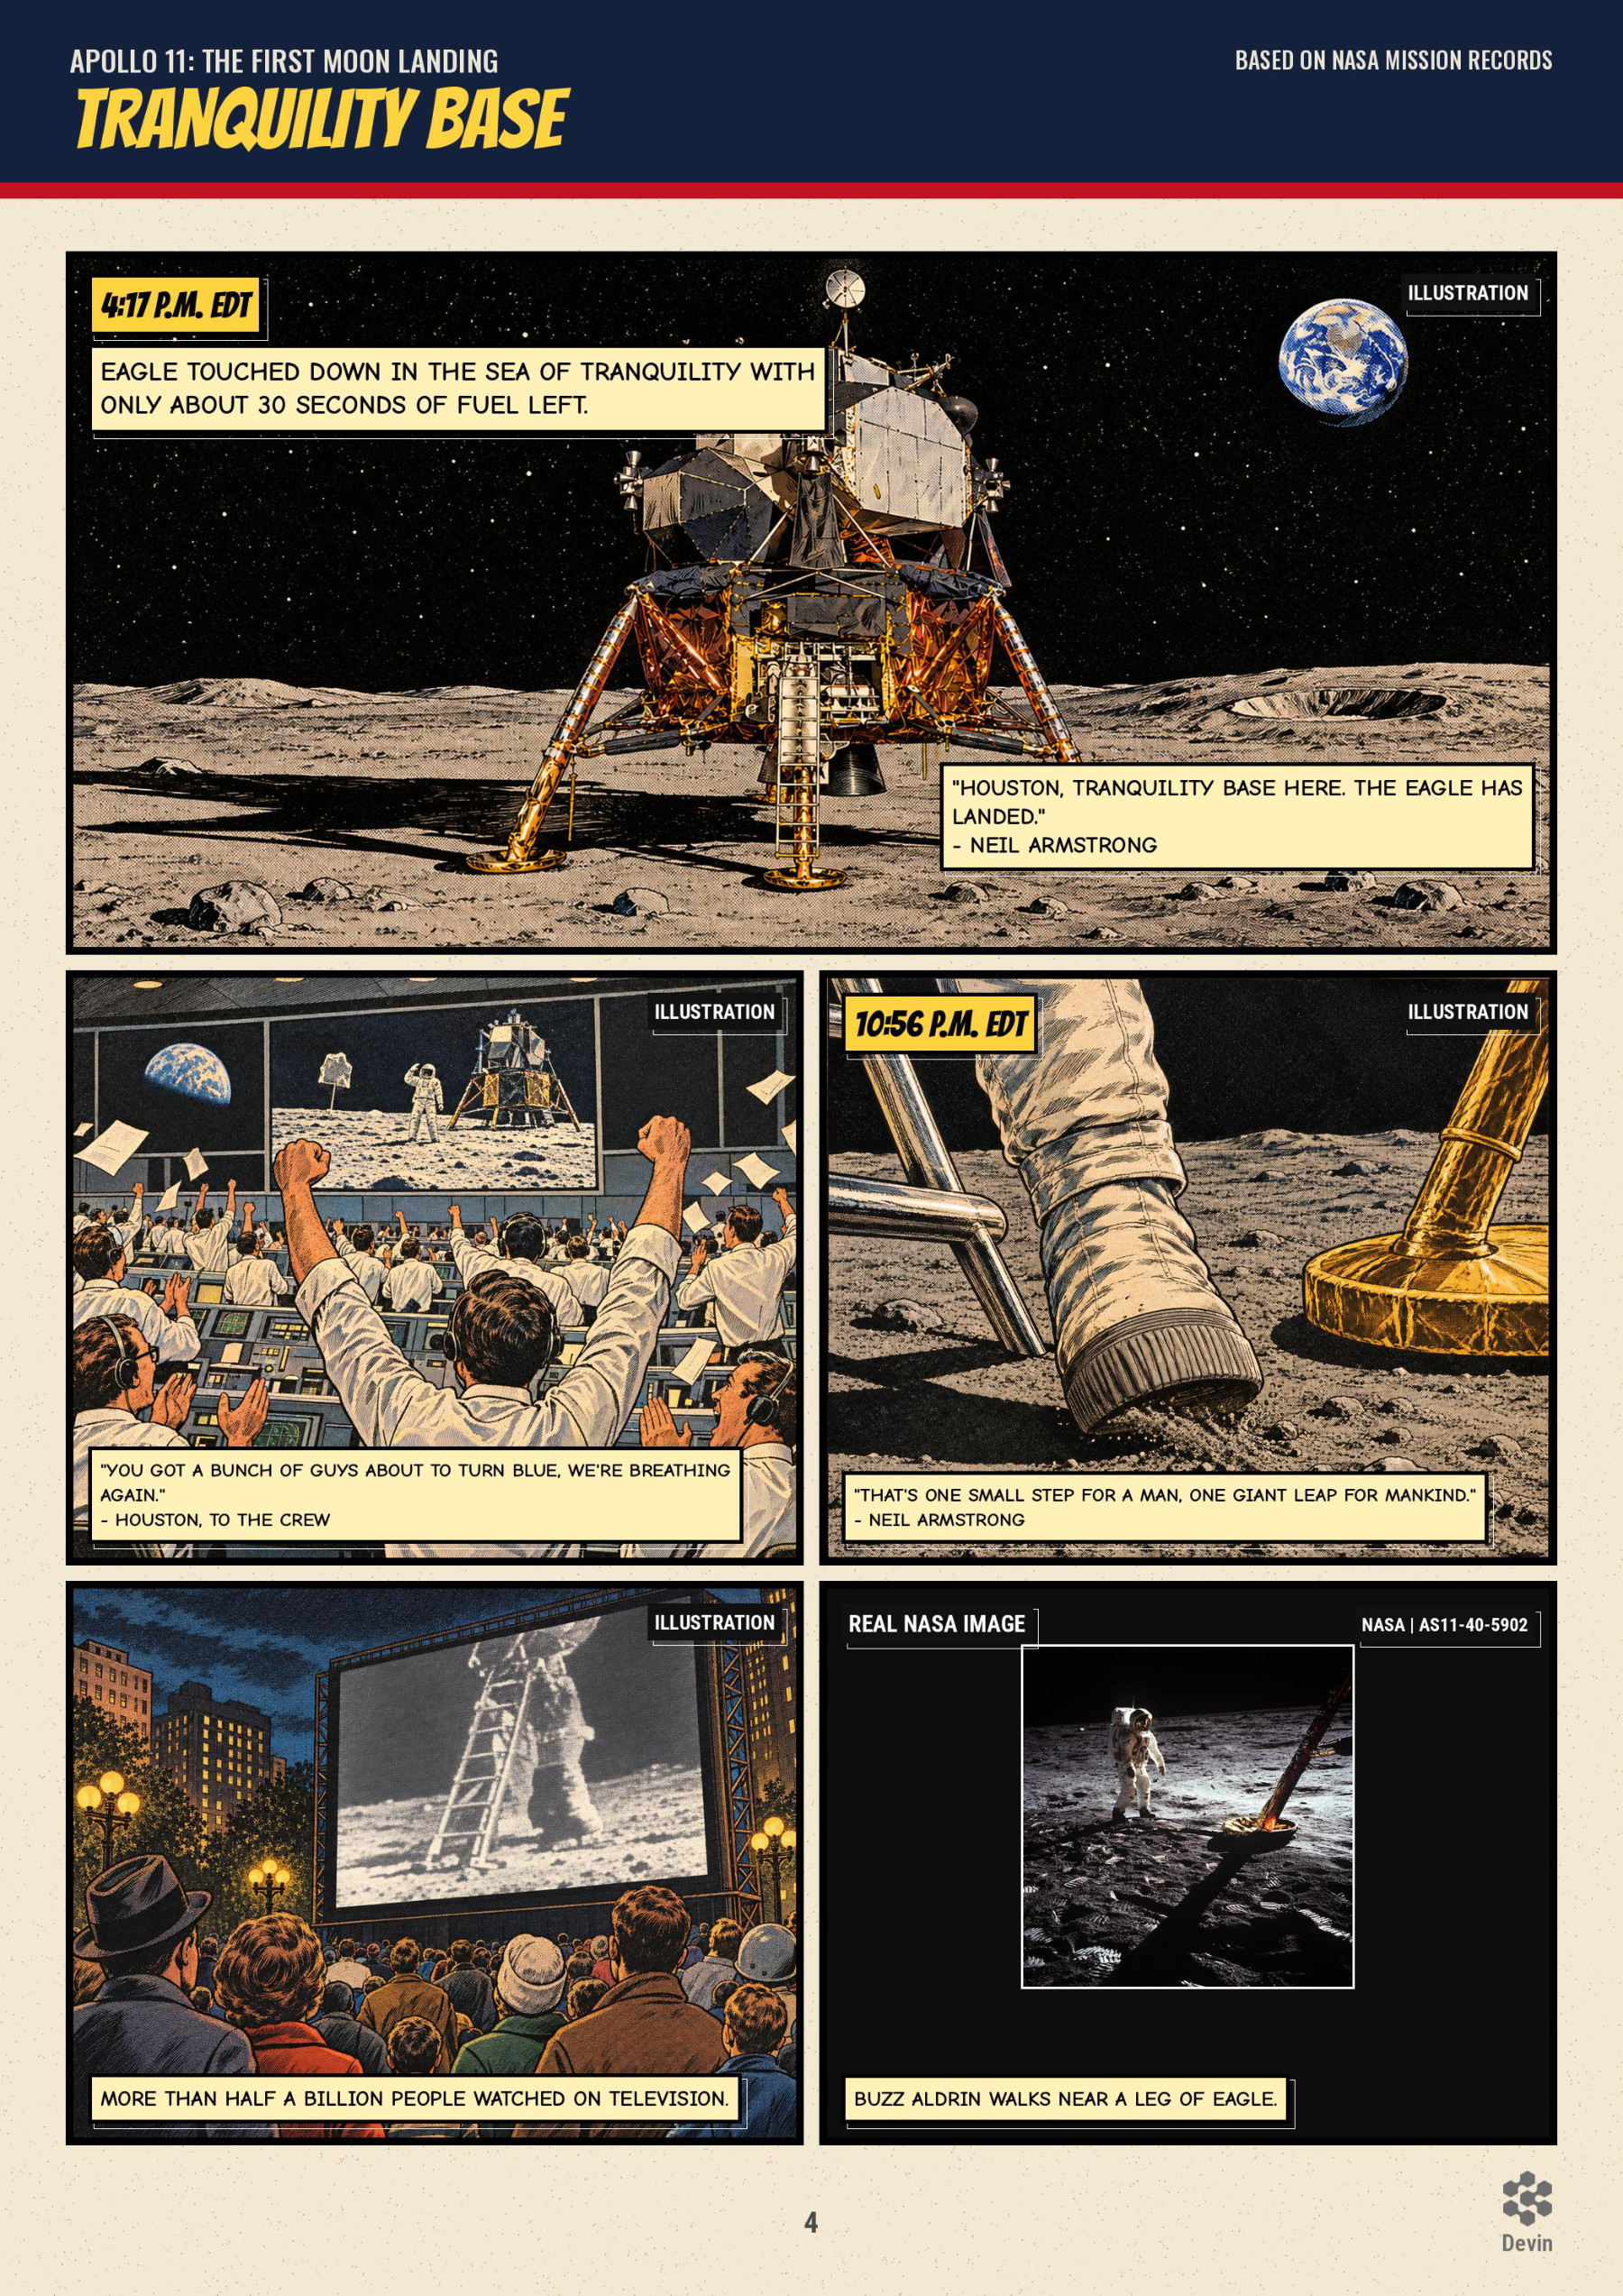 APOLLO 11: THE FIRST MOON LANDING
BASED ON NASA MISSION RECORDS
TRANQUILITY BASE
4:17 P.M. EDT
ILLUSTRATION
EAGLE TOUCHED DOWN IN THE SEA OF TRANQUILITY WITH
ONLY ABOUT 30 SECONDS OF FUEL LEFT.
"HOUSTON, TRANQUILITY BASE HERE. THE EAGLE HAS
LANDED."
- NEIL ARMSTRONG
ILLUSTRATION
"YOU GOT A BUNCH OF GUYS ABOUT TO TURN BLUE, WE'RE BREATHING
AGAIN."
- HOUSTON, TO THE CREW
10:56 P.M. EDT
ILLUSTRATION
"THAT'S ONE SMALL STEP FOR A MAN, ONE GIANT LEAP FOR MANKIND."
- NEIL ARMSTRONG
ILLUSTRATION
MORE THAN HALF A BILLION PEOPLE WATCHED ON TELEVISION.
REAL NASA IMAGE
NASA | AS11-40-5902
BUZZ ALDRIN WALKS NEAR A LEG OF EAGLE.
4
Devin